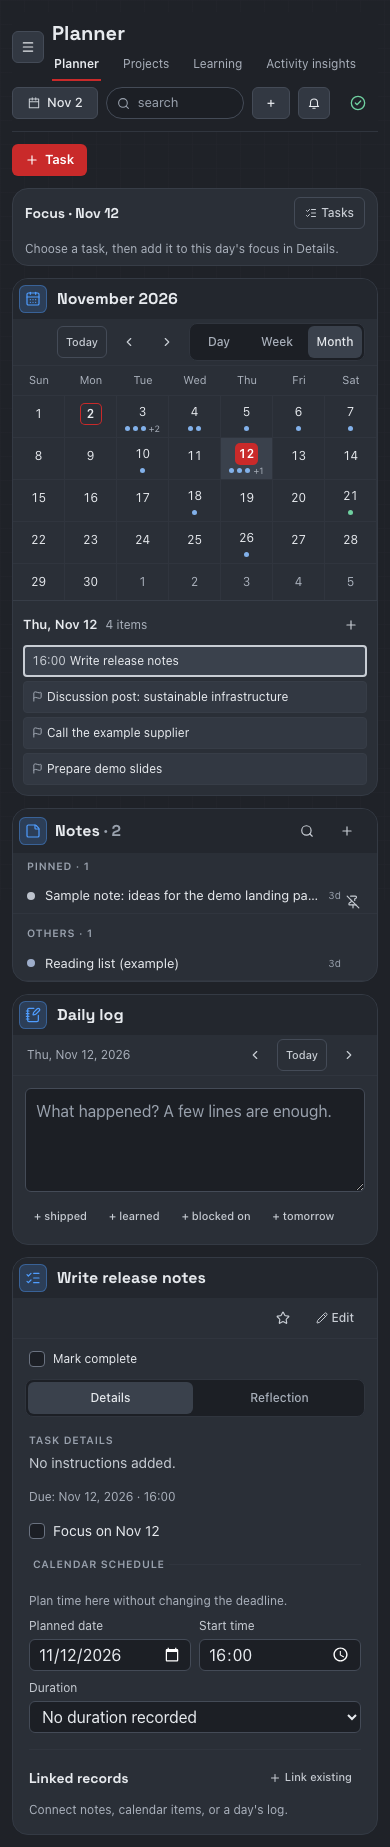 Planner
Planner Projects Learning Activity insights
Nov 2 search +
+ Task
Focus · Nov 12 Tasks
Choose a task, then add it to this day's focus in Details.
November 2026
Today Day Week Month
Sun Mon Tue Wed Thu Fri Sat
1 2 3 4 5 6 7
+2
8 9 10 11 12 13 14
+1
15 16 17 18 19 20 21
22 23 24 25 26 27 28
29 30 1 2 3 4 5
Thu, Nov 12 4 items +
16:00 Write release notes
Discussion post: sustainable infrastructure
Call the example supplier
Prepare demo slides
Notes · 2 +
PINNED · 1
Sample note: ideas for the demo landing pa... 3d
OTHERS · 1
Reading list (example) 3d
Daily log
Thu, Nov 12, 2026 Today
What happened? A few lines are enough.
+ shipped + learned + blocked on + tomorrow
Write release notes
Edit
Mark complete
Details Reflection
TASK DETAILS
No instructions added.
Due: Nov 12, 2026 · 16:00
Focus on Nov 12
CALENDAR SCHEDULE
Plan time here without changing the deadline.
Planned date Start time
11/12/2026 16:00
Duration
No duration recorded
Linked records + Link existing
Connect notes, calendar items, or a day's log.